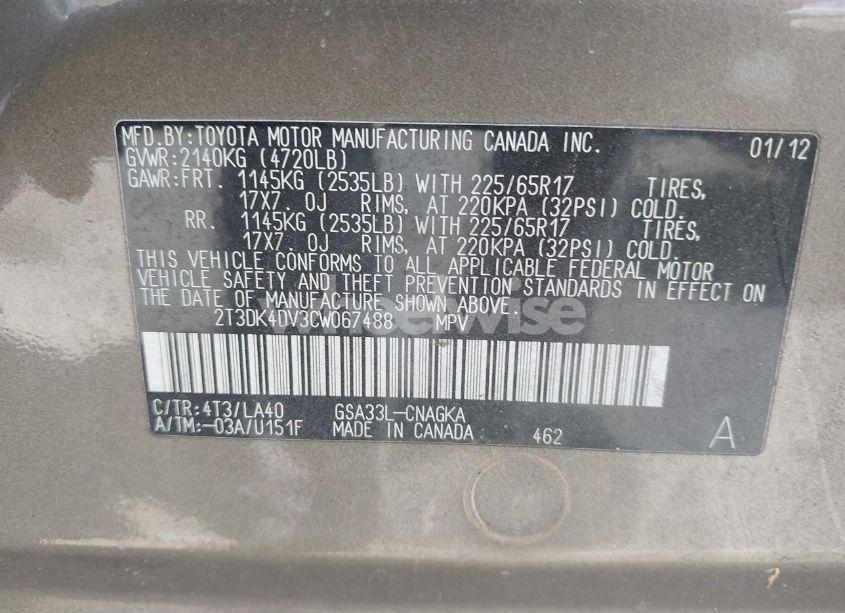 MFD.BY:TOYOTA MOTOR MANUFACTURING CANADA INC. 01/12
GVWR:2140KG (4720LB)
GAWR:FRT. 1145KG (2535LB) WITH 225/65R17 TIRES,
17X7.0J RIMS, AT 220KPA (32PSI) COLD.
RR. 1145KG (2535LB) WITH 225/65R17 TIRES,
17X7.0J RIMS, AT 220KPA (32PSI) COLD.
THIS VEHICLE CONFORMS TO ALL APPLICABLE FEDERAL MOTOR
VEHICLE SAFETY AND THEFT PREVENTION STANDARDS IN EFFECT ON
THE DATE OF MANUFACTURE SHOWN ABOVE.
2T3DK4DV3CW067488 MPV
wheelwise
C/TR:4T3/LA40 GSA33L-CNAGKA
A/TM:-03A/U151F MADE IN CANADA 462 A